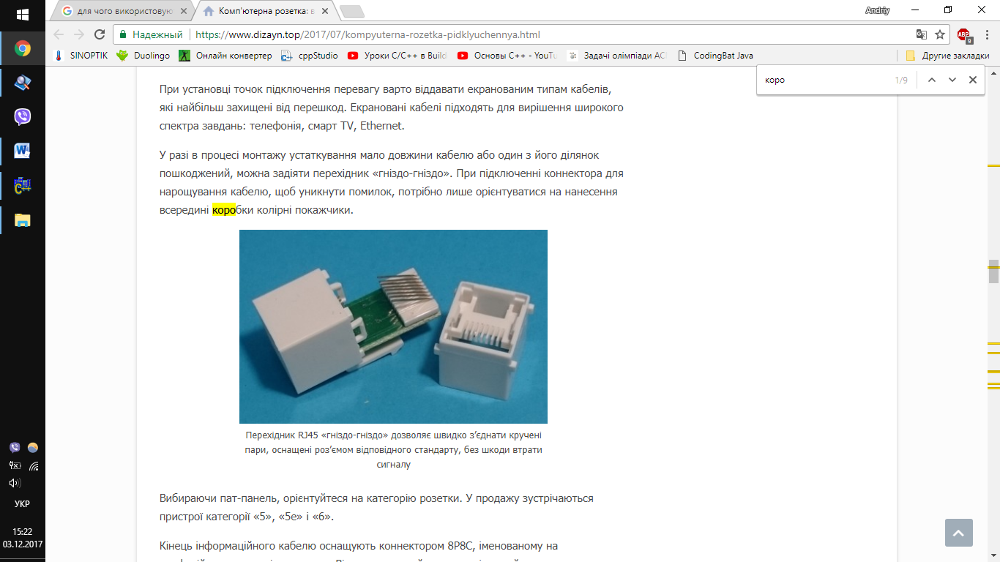 для чого використовую
Комп'ютерна розетка: в
Andriy
Надежный
https://www.dizayn.top/2017/07/kompyuterna-rozetka-pidklyuchennya.html
ABP
9
SINOPTIK
Duolingo
Онлайн конвертер
cppStudio
Уроки C/C++ в Build
Основы C++ - YouTu
Задачі олімпіади AC
CodingBat Java
Другие закладки
коро
1/9
При установці точок підключення перевагу варто віддавати екранованим типам кабелів,
які найбільш захищені від перешкод. Екрановані кабелі підходять для вирішення широкого
спектра завдань: телефонія, смарт TV, Ethernet.
У разі в процесі монтажу устаткування мало довжини кабелю або один з його ділянок
пошкоджений, можна задіяти перехідник «гніздо-гніздо». При підключенні коннектора для
нарощування кабелю, щоб уникнути помилок, потрібно лише орієнтуватися на нанесення
всередині коробки колірні покажчики.
Перехідник RJ45 «гніздо-гніздо» дозволяє швидко з’єднати кручені
пари, оснащені роз’ємом відповідного стандарту, без шкоди втрати
сигналу
Вибираючи пат-панель, орієнтуйтеся на категорію розетки. У продажу зустрічаються
пристрої категорії «5», «5е» і «6».
Кінець інформаційного кабелю оснащують коннектором 8P8C, іменованому на
УКР
15:22
03.12.2017